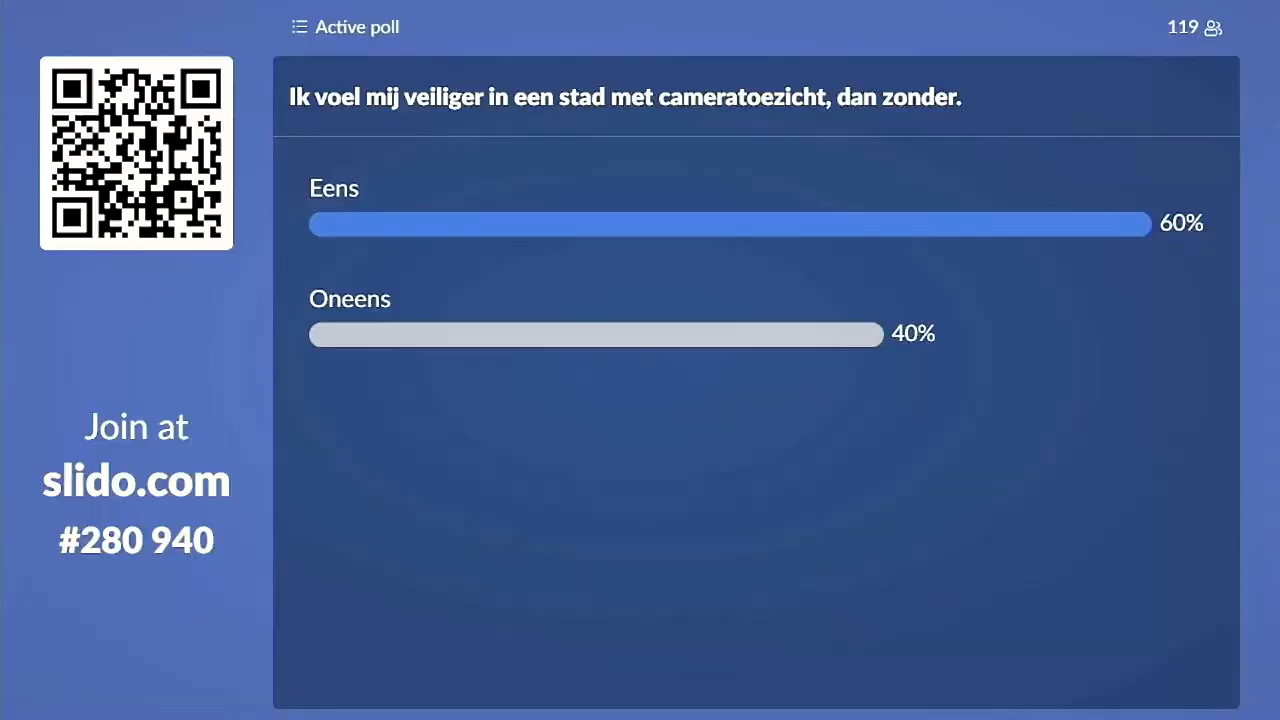 Active poll
119
Ik voel mij veiliger in een stad met cameratoezicht, dan zonder.
Eens
60%
Oneens
40%
Join at
slido.com
#280 940